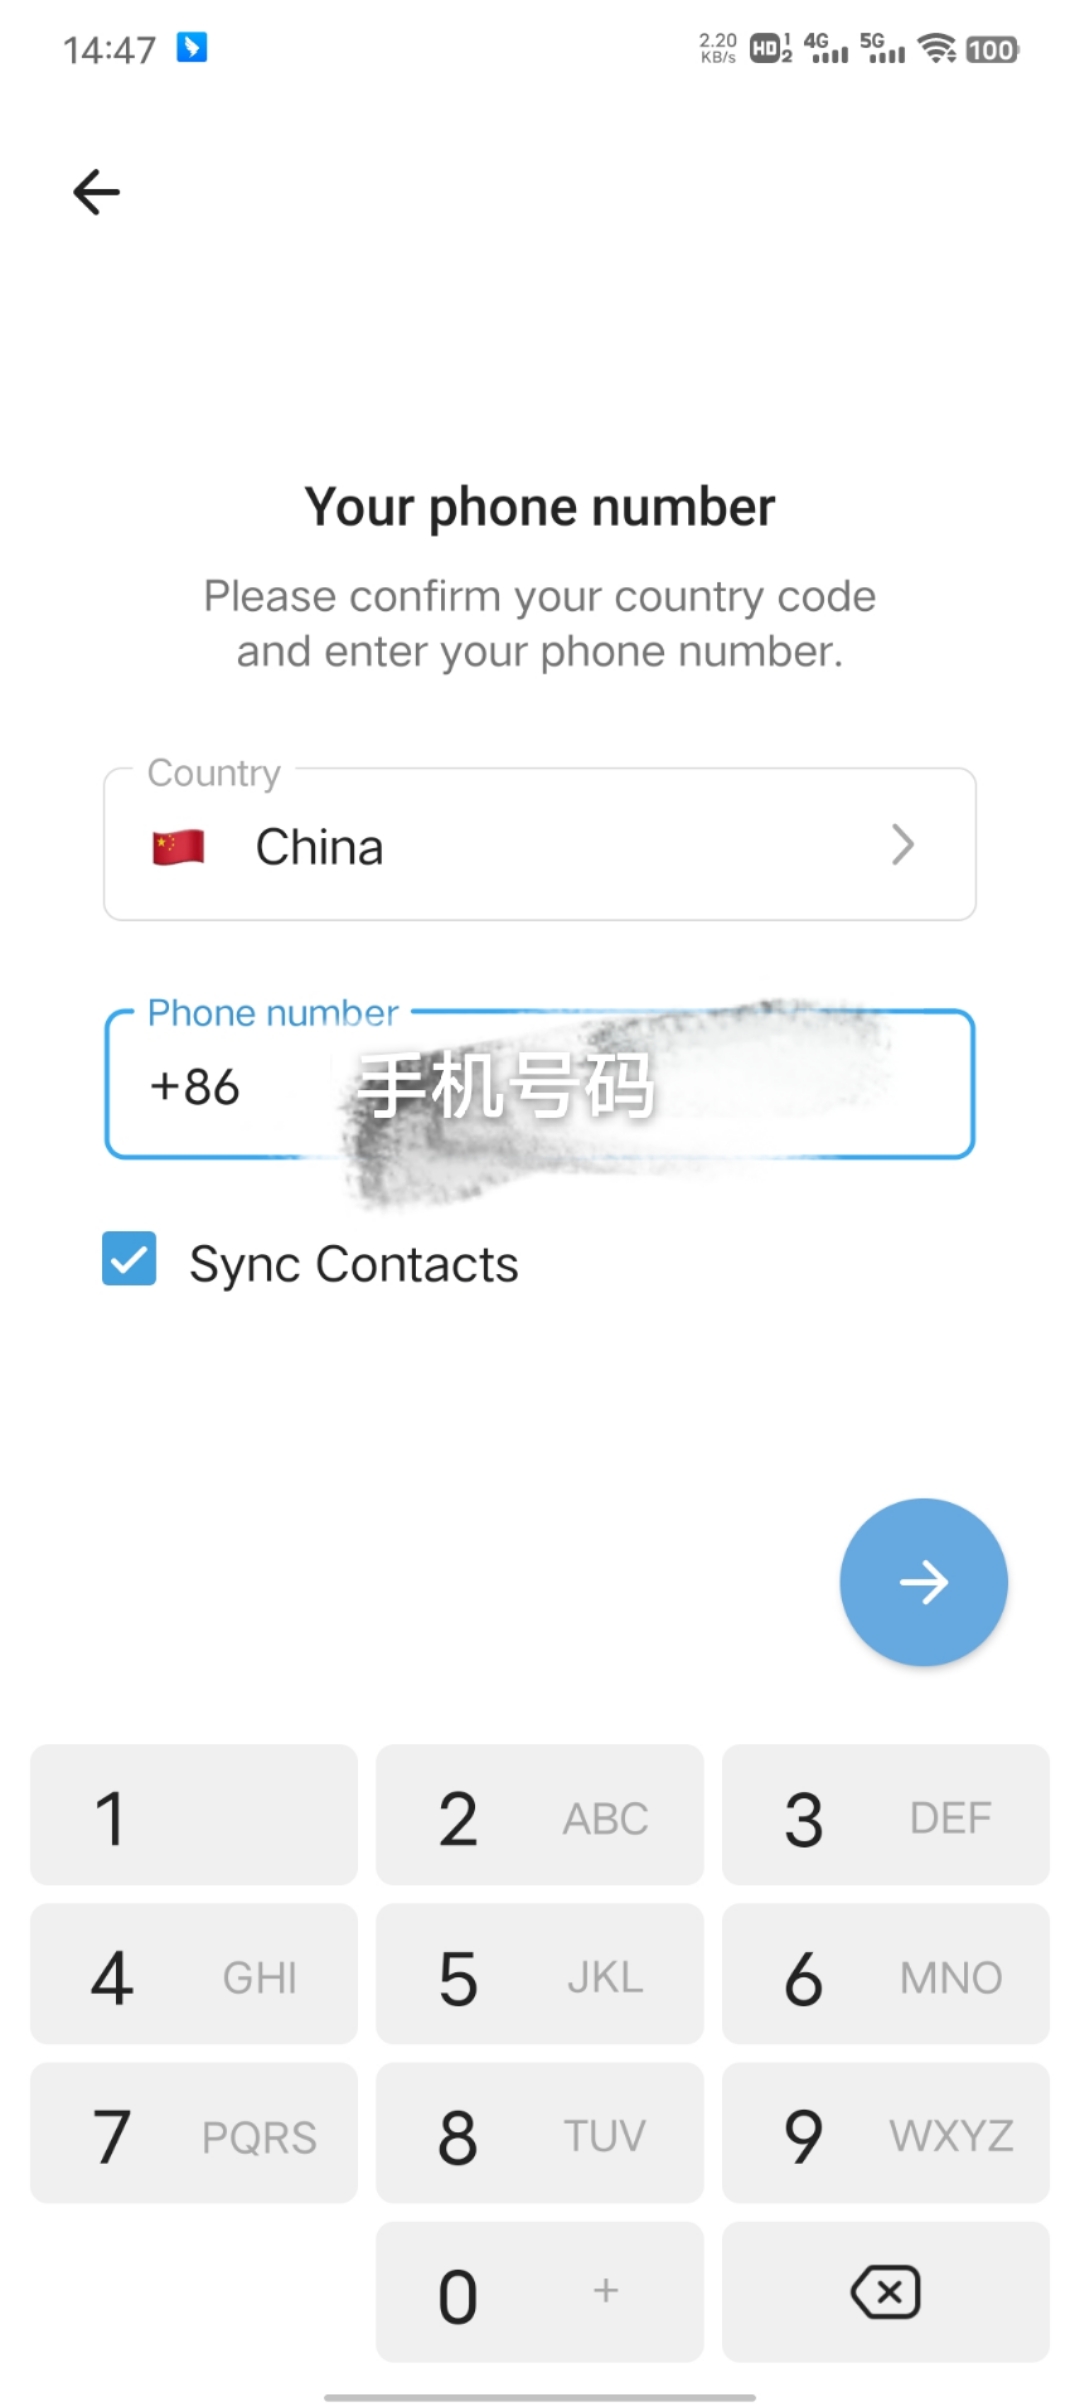 14:47
2.20 KB/s HD 1 2 4G 5G 100
Your phone number
Please confirm your country code
and enter your phone number.
Country
China
Phone number
+86 手机号码
Sync Contacts
1 2 ABC 3 DEF
4 GHI 5 JKL 6 MNO
7 PQRS 8 TUV 9 WXYZ
0 +